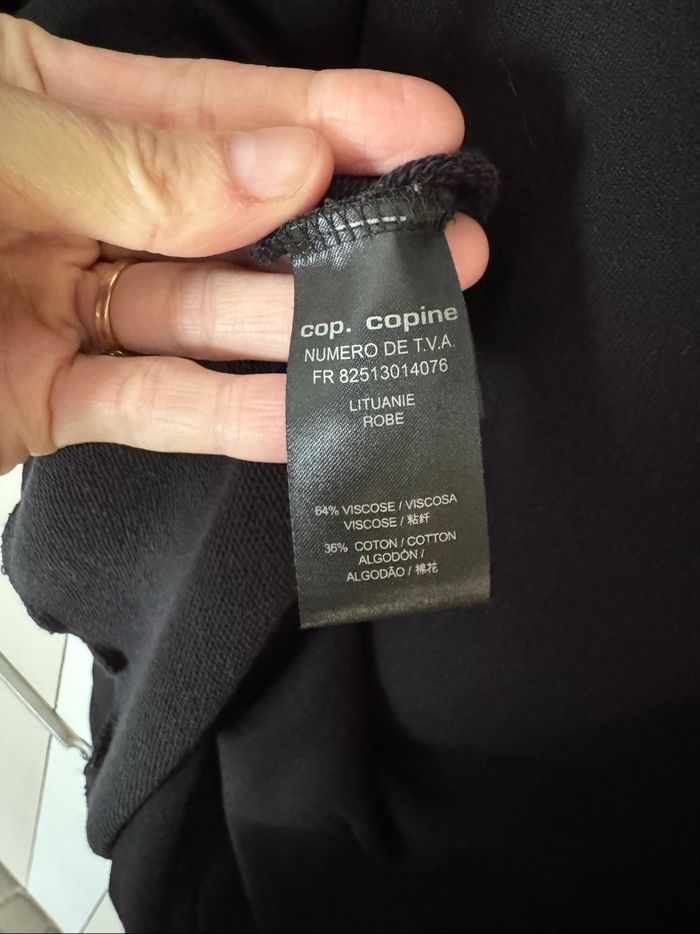 cop. copine
NUMERO DE T.V.A.
FR 82513014076
LITUANIE
ROBE
64% VISCOSE / VISCOSA
VISCOSE / 粘纤
36% COTON / COTTON
ALGODÓN /
ALGODÃO / 棉花